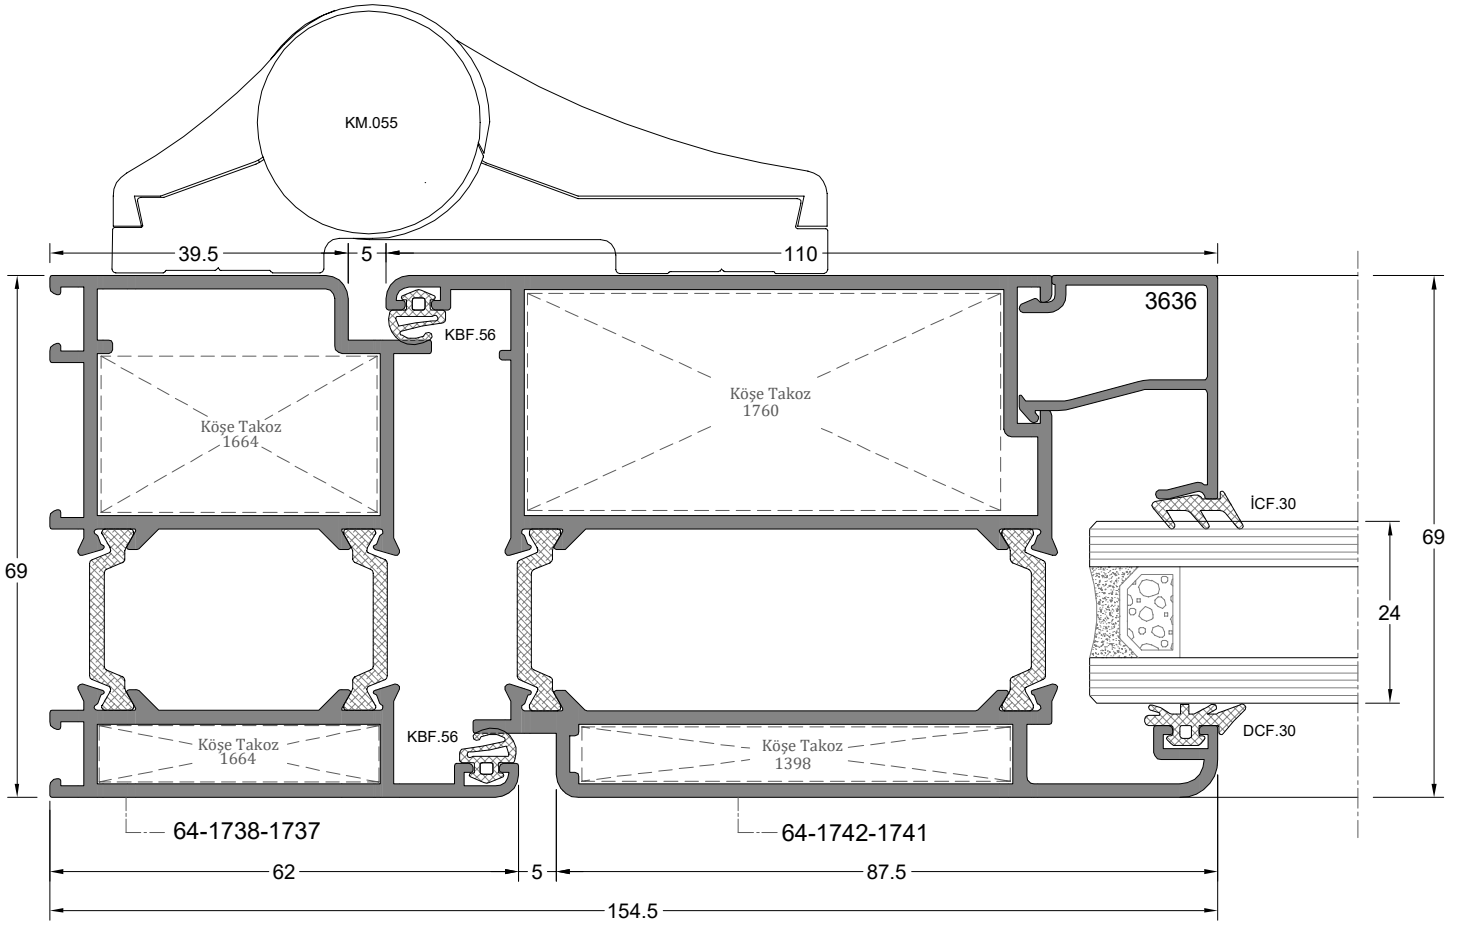 KM.055
39.5
5
110
3636
KBF.56
Köşe Takoz
1760
Köşe Takoz
1664
İCF.30
69
69
24
KBF.56
DCF.30
Köşe Takoz
1664
Köşe Takoz
1398
64-1738-1737
64-1742-1741
62
5
87.5
154.5